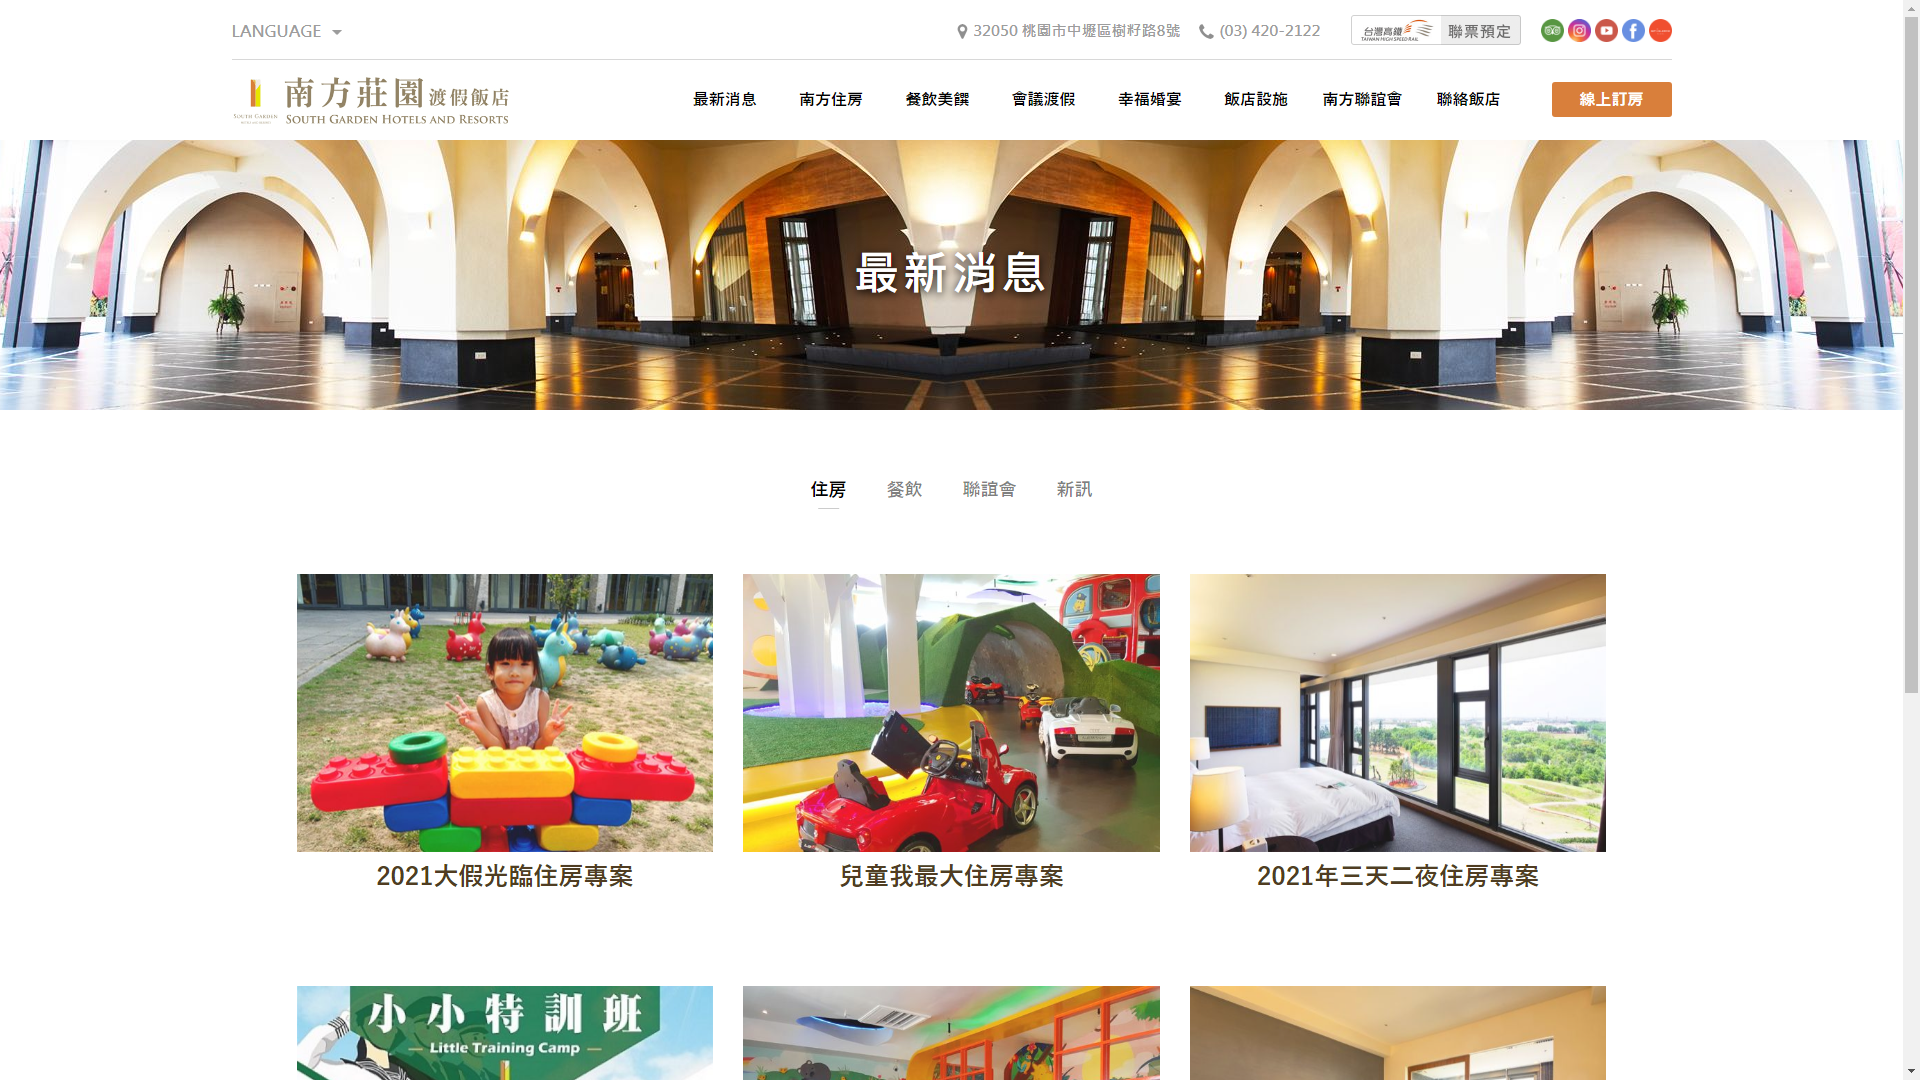 LANGUAGE
32050 桃園市中壢區樹籽路8號
(03) 420-2122
台灣高鐵
TAIWAN HIGH SPEED RAIL
聯票預定
南方莊園渡假飯店
SOUTH GARDEN
SOUTH GARDEN HOTELS AND RESORTS
最新消息
南方住房
餐飲美饌
會議渡假
幸福婚宴
飯店設施
南方聯誼會
聯絡飯店
線上訂房
最新消息
住房
餐飲
聯誼會
新訊
2021大假光臨住房專案
兒童我最大住房專案
2021年三天二夜住房專案
小小特訓班
Little Training Camp